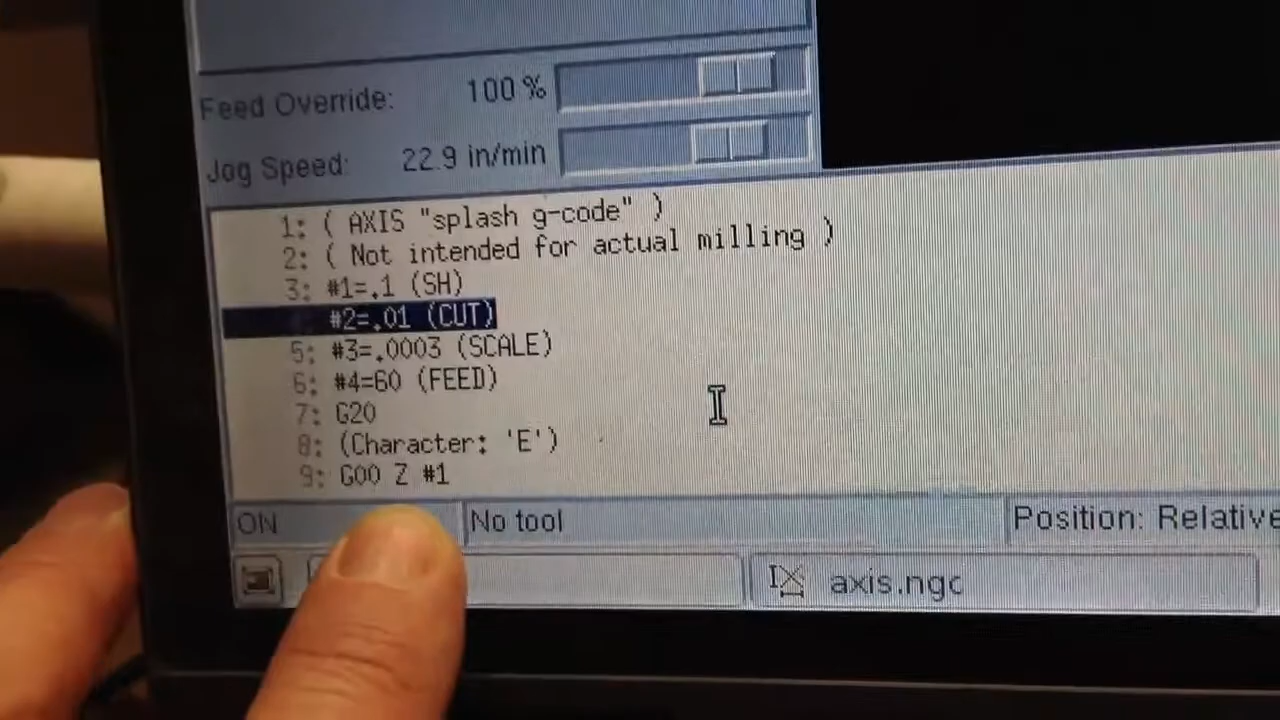 Feed Override: 100 %
Jog Speed: 22.9 in/min
1: ( AXIS "splash g-code" )
2: ( Not intended for actual milling )
3: #1=.1 (SH)
#2=.01 (CUT)
5: #3=.0003 (SCALE)
6: #4=60 (FEED)
7: G20
8: (Character: 'E')
9: G00 Z #1
ON No tool Position: Relative
axis.ngc